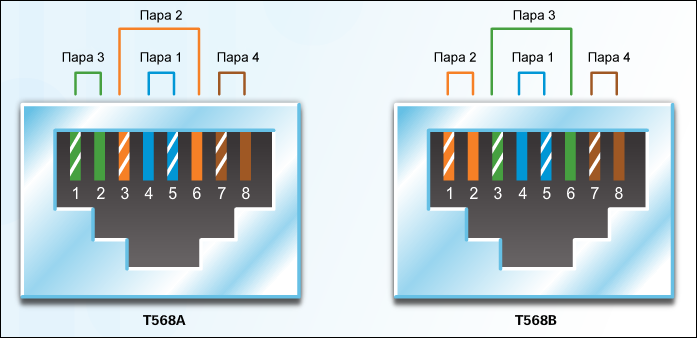 Пара 2
Пара 3 Пара 1 Пара 4
1 2 3 4 5 6 7 8
T568A
Пара 3
Пара 2 Пара 1 Пара 4
1 2 3 4 5 6 7 8
T568B